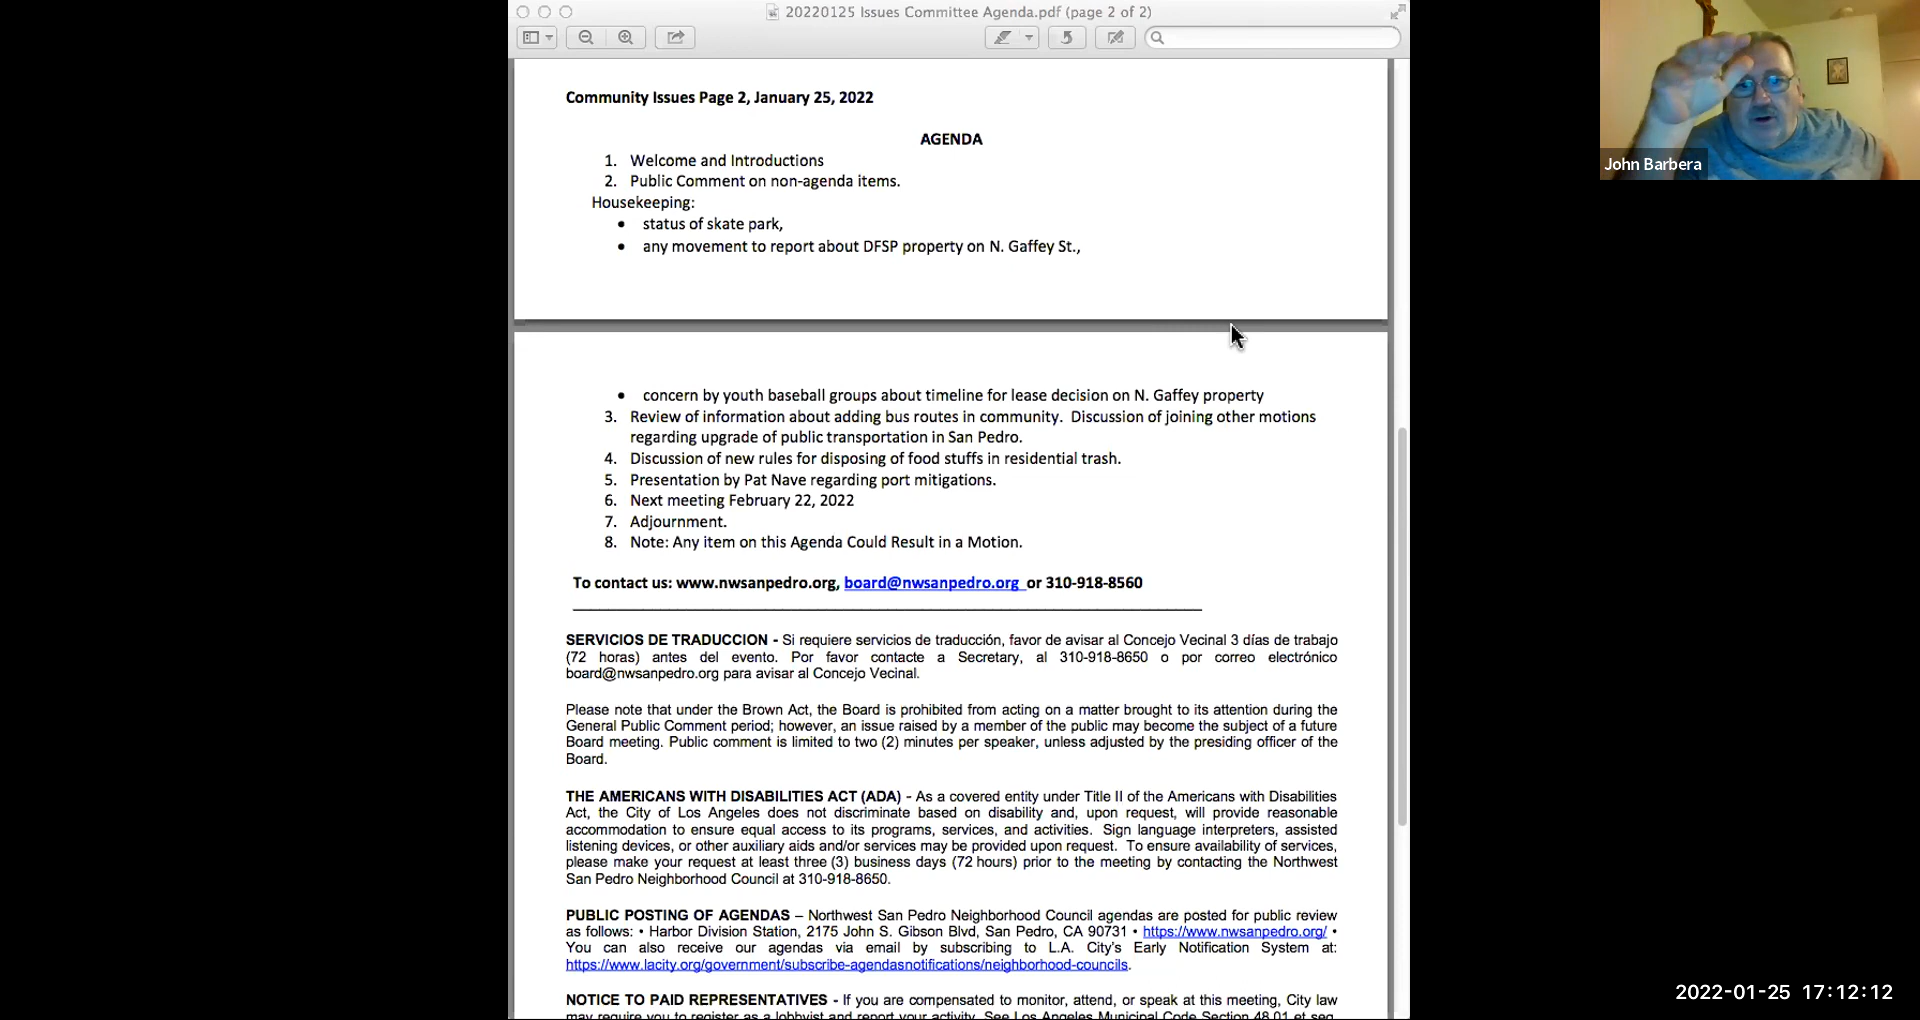 20220125 Issues Committee Agenda.pdf (page 2 of 2)
Community Issues Page 2, January 25, 2022
AGENDA
1. Welcome and Introductions
2. Public Comment on non-agenda items.
Housekeeping:
• status of skate park,
• any movement to report about DFSP property on N. Gaffey St.,
• concern by youth baseball groups about timeline for lease decision on N. Gaffey property
3. Review of information about adding bus routes in community. Discussion of joining other motions
regarding upgrade of public transportation in San Pedro.
4. Discussion of new rules for disposing of food stuffs in residential trash.
5. Presentation by Pat Nave regarding port mitigations.
6. Next meeting February 22, 2022
7. Adjournment.
8. Note: Any item on this Agenda Could Result in a Motion.
To contact us: www.nwsanpedro.org, board@nwsanpedro.org or 310-918-8560
SERVICIOS DE TRADUCCION - Si requiere servicios de traducción, favor de avisar al Concejo Vecinal 3 días de trabajo
(72 horas) antes del evento. Por favor contacte a Secretary, al 310-918-8650 o por correo electrónico
board@nwsanpedro.org para avisar al Concejo Vecinal.
Please note that under the Brown Act, the Board is prohibited from acting on a matter brought to its attention during the
General Public Comment period; however, an issue raised by a member of the public may become the subject of a future
Board meeting. Public comment is limited to two (2) minutes per speaker, unless adjusted by the presiding officer of the
Board.
THE AMERICANS WITH DISABILITIES ACT (ADA) - As a covered entity under Title II of the Americans with Disabilities
Act, the City of Los Angeles does not discriminate based on disability and, upon request, will provide reasonable
accommodation to ensure equal access to its programs, services, and activities. Sign language interpreters, assisted
listening devices, or other auxiliary aids and/or services may be provided upon request. To ensure availability of services,
please make your request at least three (3) business days (72 hours) prior to the meeting by contacting the Northwest
San Pedro Neighborhood Council at 310-918-8650.
PUBLIC POSTING OF AGENDAS – Northwest San Pedro Neighborhood Council agendas are posted for public review
as follows: • Harbor Division Station, 2175 John S. Gibson Blvd, San Pedro, CA 90731 • https://www.nwsanpedro.org/ •
You can also receive our agendas via email by subscribing to L.A. City's Early Notification System at:
https://www.lacity.org/government/subscribe-agendasnotifications/neighborhood-councils.
NOTICE TO PAID REPRESENTATIVES - If you are compensated to monitor, attend, or speak at this meeting, City law
may require you to register as a lobbyist and report your activity. See Los Angeles Municipal Code Section 48.01 et seq.
John Barbera
2022-01-25 17:12:12